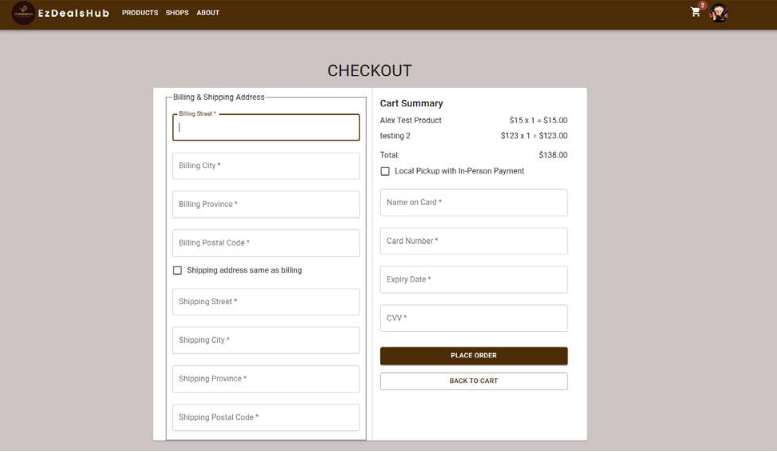 EzDealsHub PRODUCTS SHOPS ABOUT 2
CHECKOUT
Billing & Shipping Address
Billing Street *
Billing City *
Billing Province *
Billing Postal Code *
Shipping address same as billing
Shipping Street *
Shipping City *
Shipping Province *
Shipping Postal Code *
Cart Summary
Alex Test Product $15 x 1 = $15.00
testing 2 $123 x 1 = $123.00
Total: $138.00
Local Pickup with In-Person Payment
Name on Card *
Card Number *
Expiry Date *
CVV *
PLACE ORDER
BACK TO CART